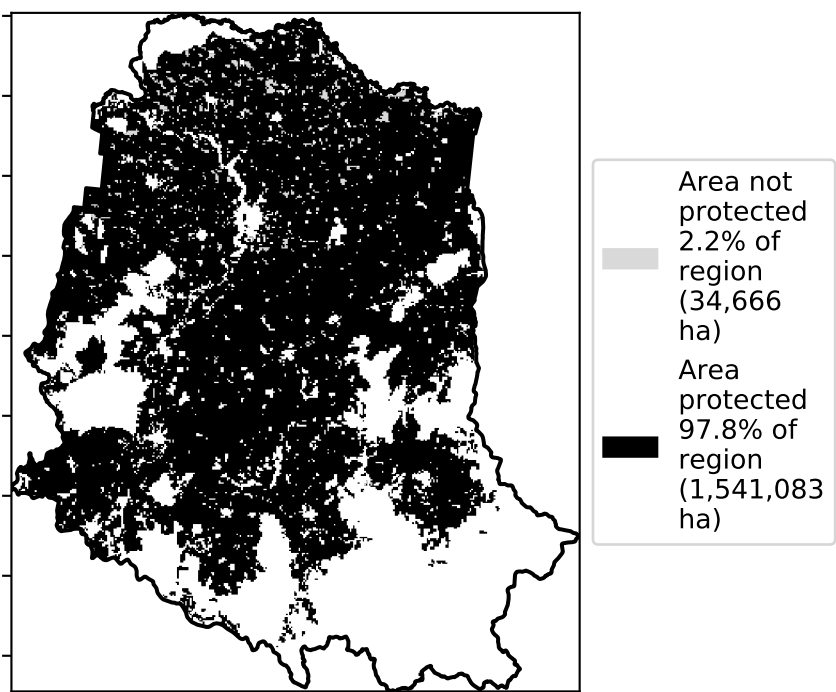 Area not
protected
2.2% of
region
(34,666
ha)
Area
protected
97.8% of
region
(1,541,083
ha)